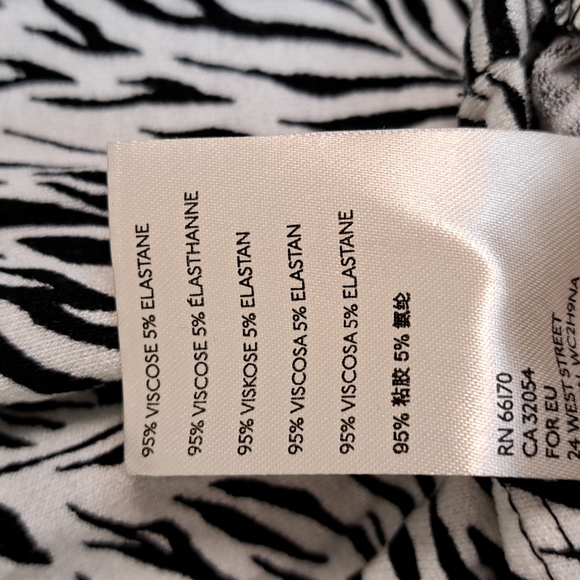 95% VISCOSE 5% ELASTANE
95% VISCOSE 5% ÉLASTHANNE
95% VISKOSE 5% ELASTAN
95% VISCOSA 5% ELASTAN
95% VISCOSA 5% ELASTANE
95% 粘胶 5% 氨纶
RN 66170
CA 32054
FOR EU
24 WEST STREET
WC2H9NA